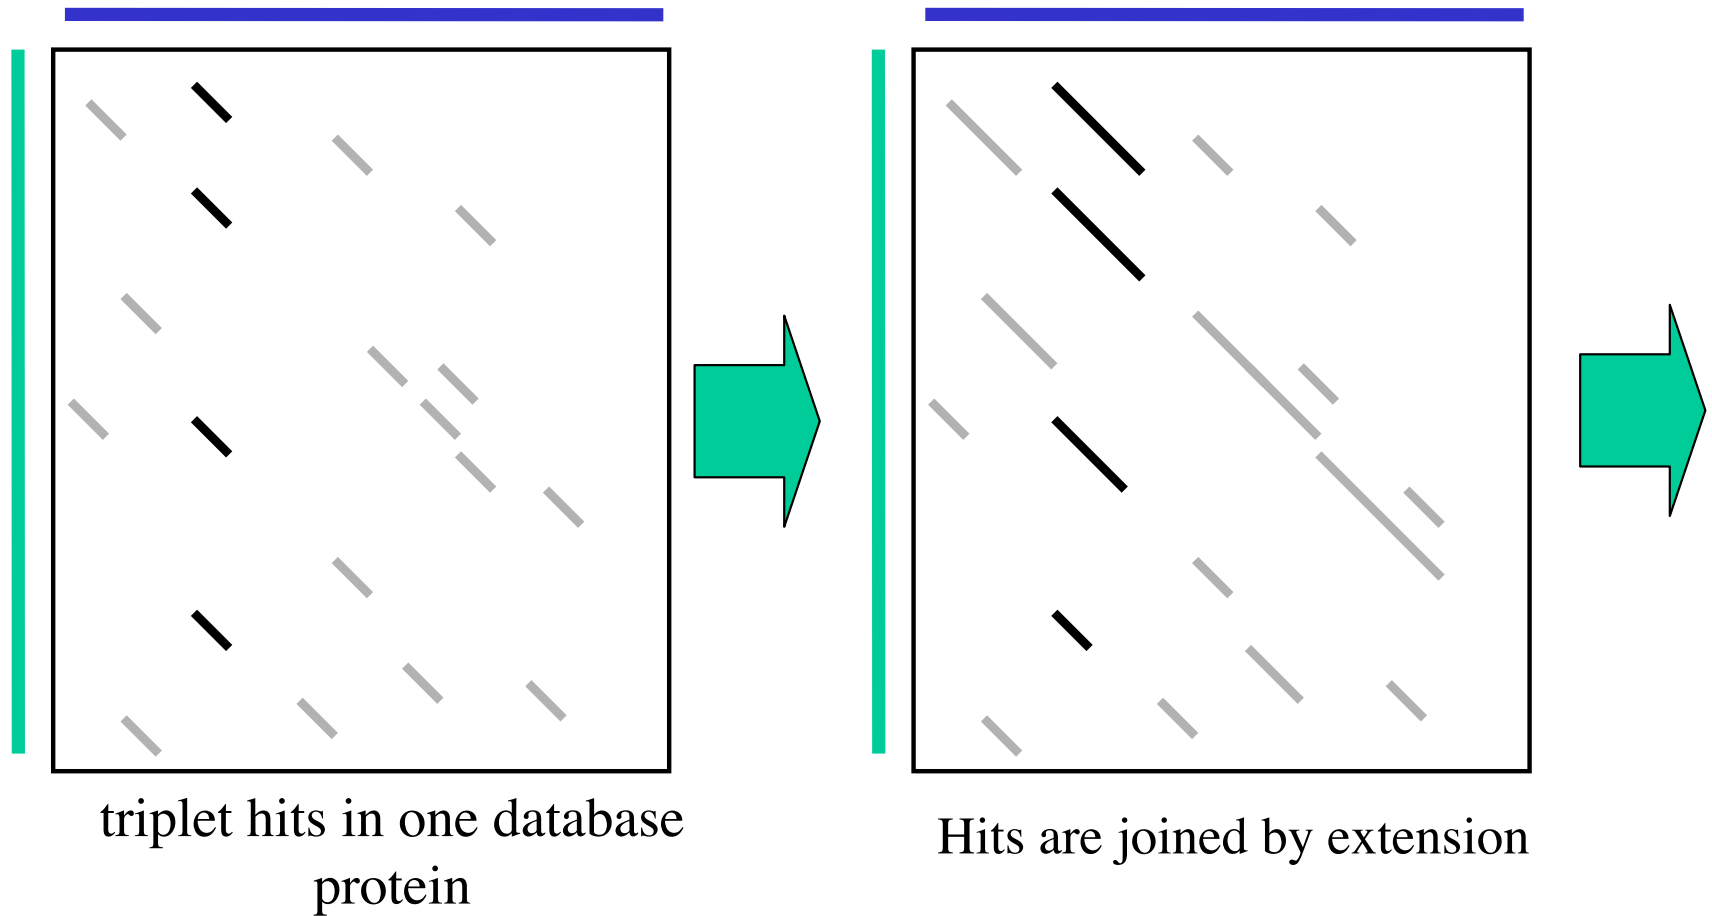 triplet hits in one database
protein
Hits are joined by extension